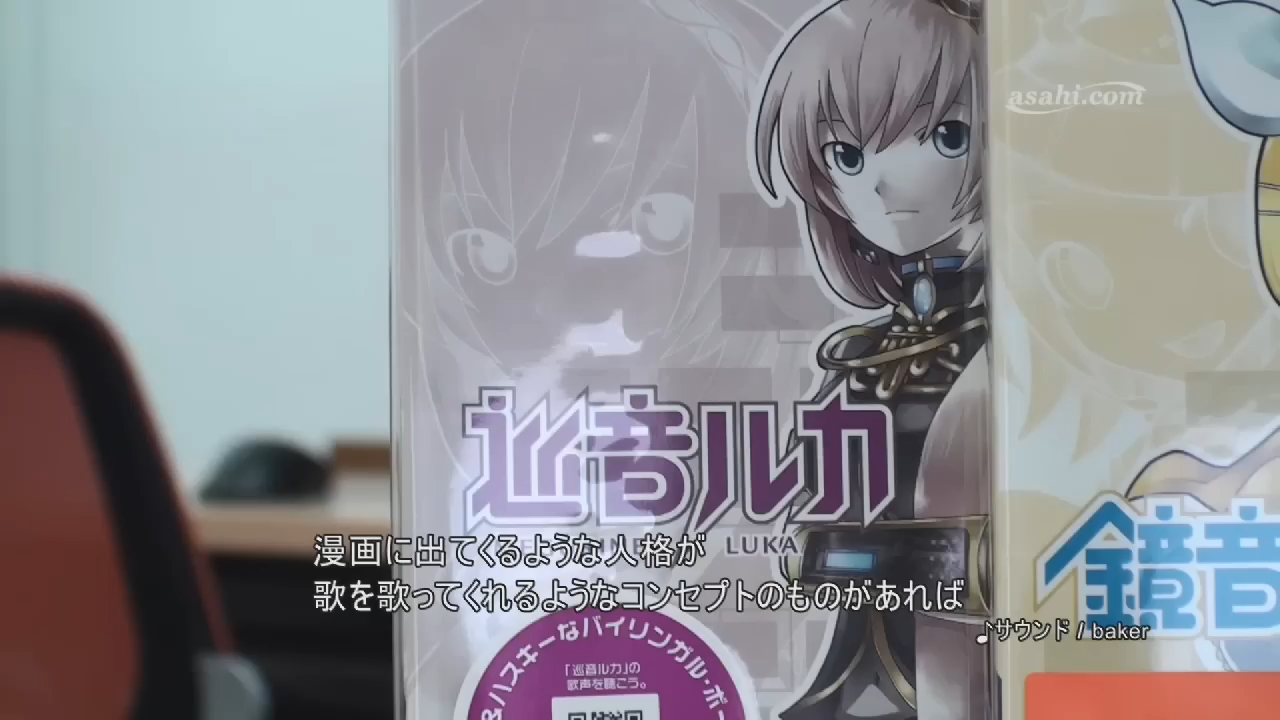 asahi.com
巡音ルカ
LUKA
鏡音
漫画に出てくるような人格が
歌を歌ってくれるようなコンセプトのものがあれば
♪サウンド / baker
&ハスキーなバイリンガル・ボー
「巡音ルカ」の
歌声を聴こう。